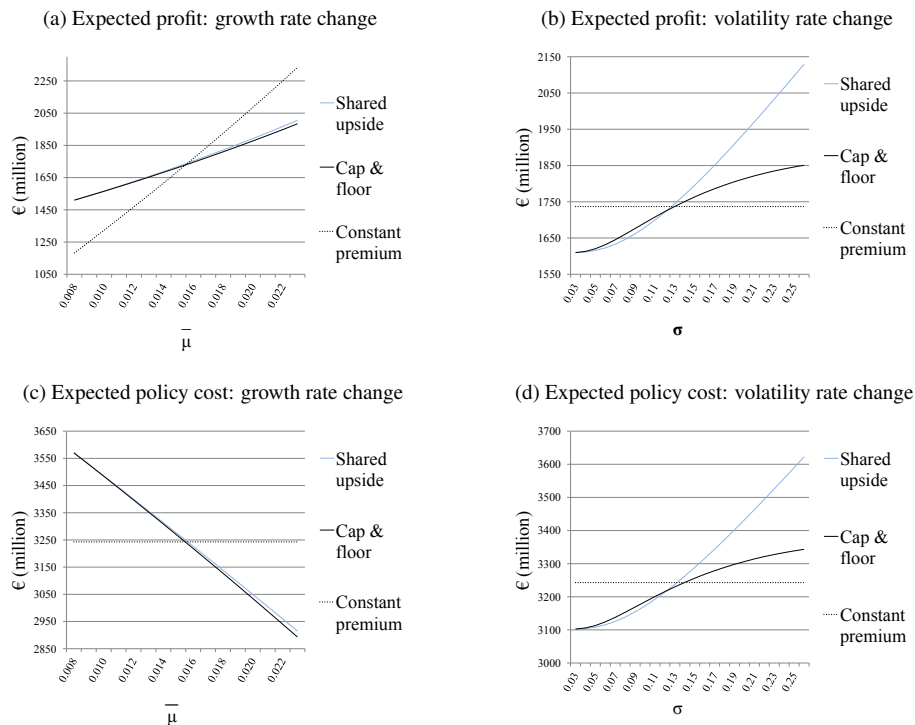 (a) Expected profit: growth rate change
2250
2050
1850
1650
1450
1250
1050
€ (million)
0.008
0.010
0.012
0.014
0.016
0.018
0.020
0.022
μ̅
Shared
upside
Cap &
floor
Constant
premium
(b) Expected profit: volatility rate change
2150
2050
1950
1850
1750
1650
1550
€ (million)
0.03
0.05
0.07
0.09
0.11
0.13
0.15
0.17
0.19
0.21
0.23
0.25
σ
Shared
upside
Cap &
floor
Constant
premium
(c) Expected policy cost: growth rate change
3650
3550
3450
3350
3250
3150
3050
2950
2850
€ (million)
0.008
0.010
0.012
0.014
0.016
0.018
0.020
0.022
μ̅
Shared
upside
Cap &
floor
Constant
premium
(d) Expected policy cost: volatility rate change
3700
3600
3500
3400
3300
3200
3100
3000
€ (million)
0.03
0.05
0.07
0.09
0.11
0.13
0.15
0.17
0.19
0.21
0.23
0.25
σ
Shared
upside
Cap &
floor
Constant
premium